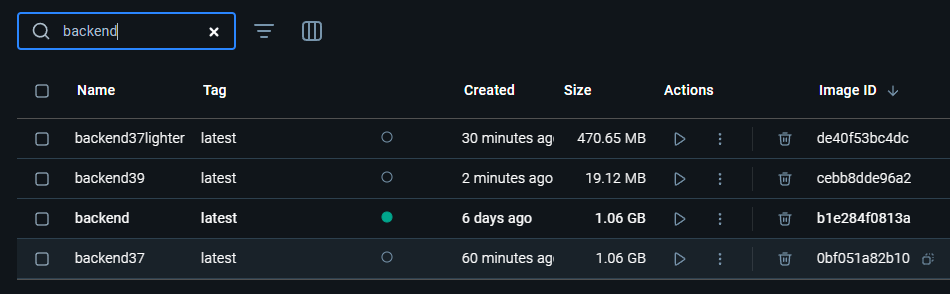 backend
Name Tag Created Size Actions Image ID
backend37lighter latest 30 minutes ag 470.65 MB de40f53bc4dc
backend39 latest 2 minutes ago 19.12 MB cebb8dde96a2
backend latest 6 days ago 1.06 GB b1e284f0813a
backend37 latest 60 minutes ag 1.06 GB 0bf051a82b10